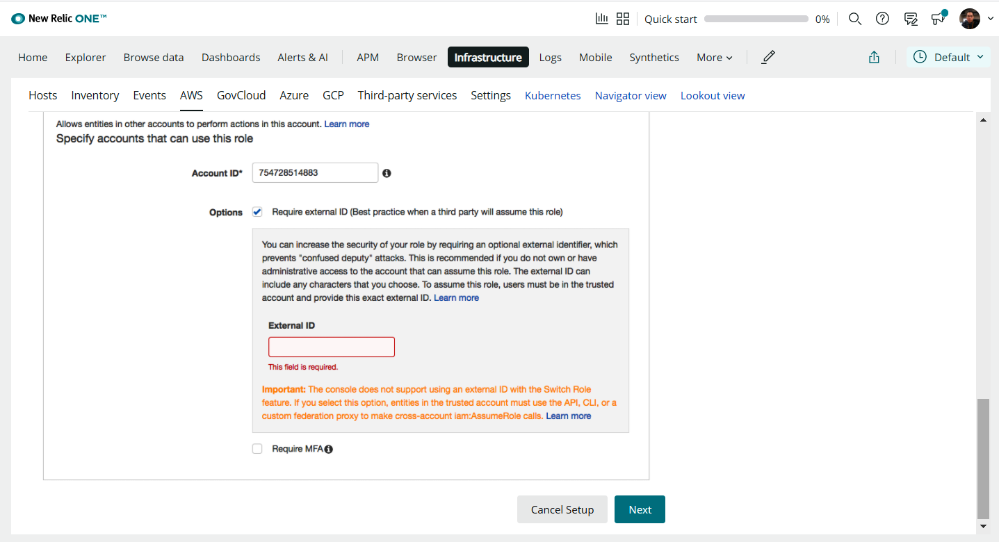 New Relic ONE™
Quick start 0%
Home Explorer Browse data Dashboards Alerts & AI APM Browser Infrastructure Logs Mobile Synthetics More Default
Hosts Inventory Events AWS GovCloud Azure GCP Third-party services Settings Kubernetes Navigator view Lookout view
Allows entities in other accounts to perform actions in this account. Learn more
Specify accounts that can use this role
Account ID* 754728514883
Options Require external ID (Best practice when a third party will assume this role)
You can increase the security of your role by requiring an optional external identifier, which
prevents "confused deputy" attacks. This is recommended if you do not own or have
administrative access to the account that can assume this role. The external ID can
include any characters that you choose. To assume this role, users must be in the trusted
account and provide this exact external ID. Learn more
External ID
This field is required.
Important: The console does not support using an external ID with the Switch Role
feature. If you select this option, entities in the trusted account must use the API, CLI, or a
custom federation proxy to make cross-account iam:AssumeRole calls. Learn more
Require MFA
Cancel Setup Next